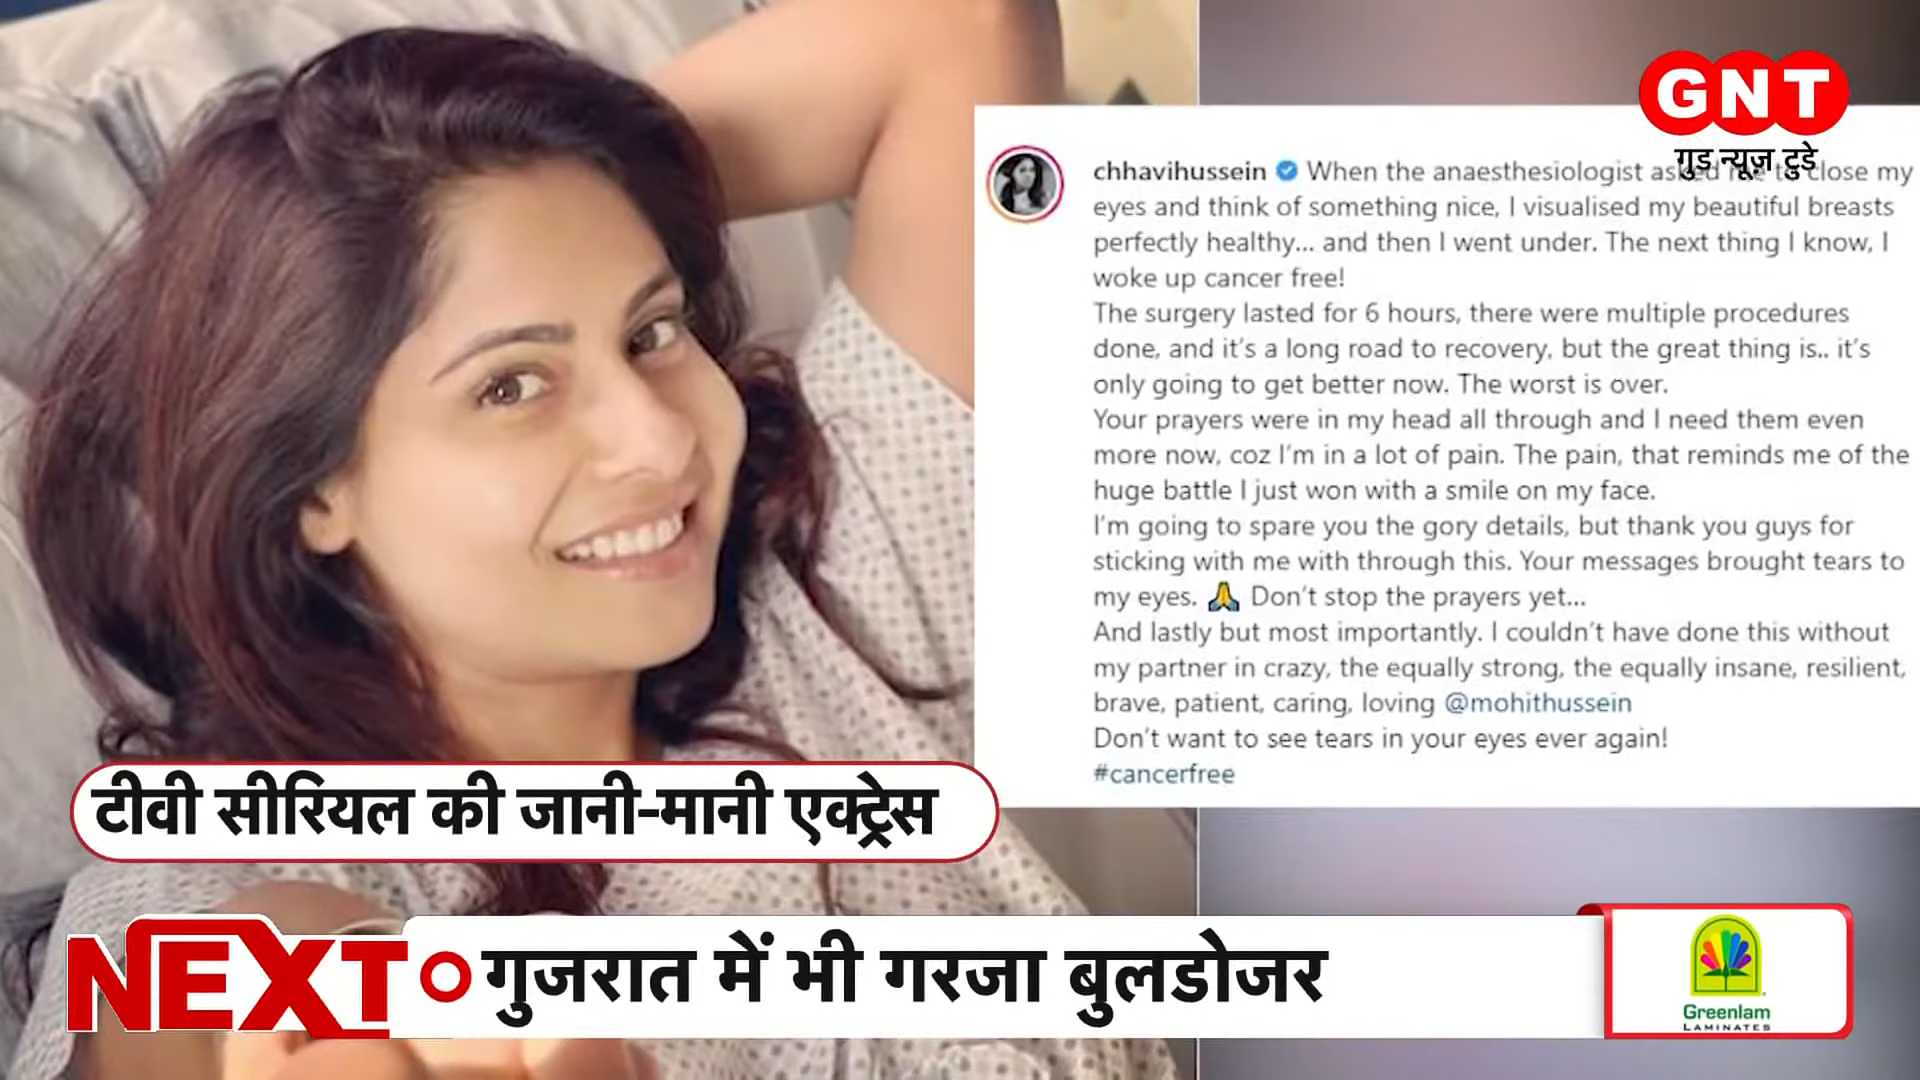 GNT
गुड न्यूज़ टुडे
chhavihussein When the anaesthesiologist asked me to close my
eyes and think of something nice, I visualised my beautiful breasts
perfectly healthy... and then I went under. The next thing I know, I
woke up cancer free!
The surgery lasted for 6 hours, there were multiple procedures
done, and it's a long road to recovery, but the great thing is.. it's
only going to get better now. The worst is over.
Your prayers were in my head all through and I need them even
more now, coz I'm in a lot of pain. The pain, that reminds me of the
huge battle I just won with a smile on my face.
I'm going to spare you the gory details, but thank you guys for
sticking with me with through this. Your messages brought tears to
my eyes. 🙏 Don't stop the prayers yet...
And lastly but most importantly. I couldn't have done this without
my partner in crazy, the equally strong, the equally insane, resilient,
brave, patient, caring, loving @mohithussein
Don't want to see tears in your eyes ever again!
#cancerfree
टीवी सीरियल की जानी-मानी एक्ट्रेस
NEXT गुजरात में भी गरजा बुलडोजर
Greenlam
LAMINATES